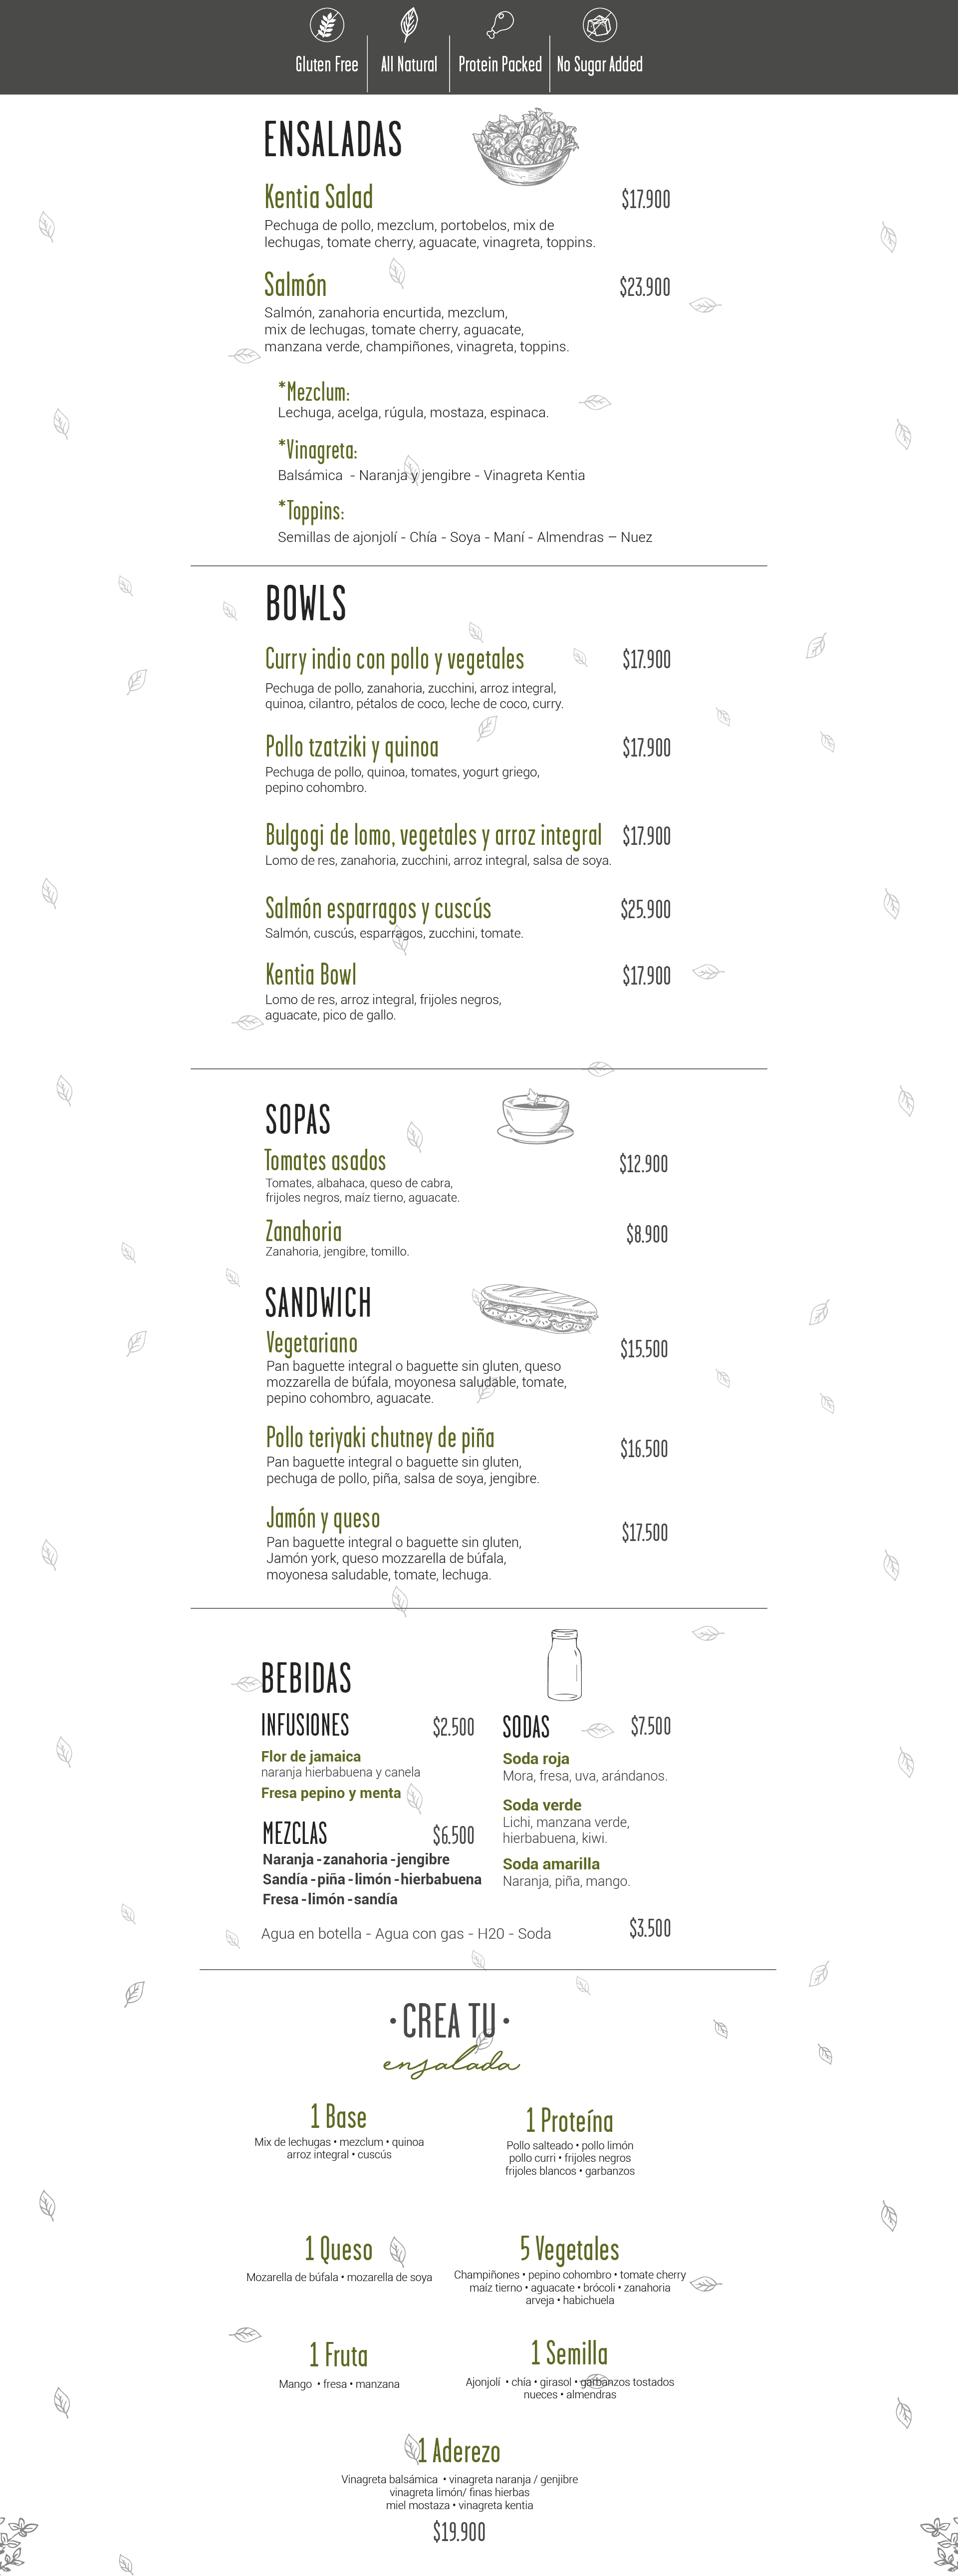 Gluten Free
All Natural
Protein Packed
No Sugar Added
ENSALADAS
Kentia Salad $17.900
Pechuga de pollo, mezclum, portobelos, mix de
lechugas, tomate cherry, aguacate, vinagreta, toppins.
Salmón $23.900
Salmón, zanahoria encurtida, mezclum,
mix de lechugas, tomate cherry, aguacate,
manzana verde, champiñones, vinagreta, toppins.
*Mezclum:
Lechuga, acelga, rúgula, mostaza, espinaca.
*Vinagreta:
Balsámica - Naranja y jengibre - Vinagreta Kentia
*Toppins:
Semillas de ajonjolí - Chía - Soya - Maní - Almendras – Nuez
BOWLS
Curry indio con pollo y vegetales $17.900
Pechuga de pollo, zanahoria, zucchini, arroz integral,
quinoa, cilantro, pétalos de coco, leche de coco, curry.
Pollo tzatziki y quinoa $17.900
Pechuga de pollo, quinoa, tomates, yogurt griego,
pepino cohombro.
Bulgogi de lomo, vegetales y arroz integral $17.900
Lomo de res, zanahoria, zucchini, arroz integral, salsa de soya.
Salmón esparragos y cuscús $25.900
Salmón, cuscús, esparragos, zucchini, tomate.
Kentia Bowl $17.900
Lomo de res, arroz integral, frijoles negros,
aguacate, pico de gallo.
SOPAS
Tomates asados $12.900
Tomates, albahaca, queso de cabra,
frijoles negros, maíz tierno, aguacate.
Zanahoria $8.900
Zanahoria, jengibre, tomillo.
SANDWICH
Vegetariano $15.500
Pan baguette integral o baguette sin gluten, queso
mozzarella de búfala, moyonesa saludable, tomate,
pepino cohombro, aguacate.
Pollo teriyaki chutney de piña $16.500
Pan baguette integral o baguette sin gluten,
pechuga de pollo, piña, salsa de soya, jengibre.
Jamón y queso $17.500
Pan baguette integral o baguette sin gluten,
Jamón york, queso mozzarella de búfala,
moyonesa saludable, tomate, lechuga.
BEBIDAS
INFUSIONES $2.500
Flor de jamaica
naranja hierbabuena y canela
Fresa pepino y menta
MEZCLAS $6.500
Naranja - zanahoria - jengibre
Sandía - piña - limón - hierbabuena
Fresa - limón - sandía
SODAS $7.500
Soda roja
Mora, fresa, uva, arándanos.
Soda verde
Lichi, manzana verde,
hierbabuena, kiwi.
Soda amarilla
Naranja, piña, mango.
Agua en botella - Agua con gas - H20 - Soda $3.500
• CREA TU •
ensalada
1 Base
Mix de lechugas • mezclum • quinoa
arroz integral • cuscús
1 Proteína
Pollo salteado • pollo limón
pollo curri • frijoles negros
frijoles blancos • garbanzos
1 Queso
Mozarella de búfala • mozarella de soya
5 Vegetales
Champiñones • pepino cohombro • tomate cherry
maíz tierno • aguacate • brócoli • zanahoria
arveja • habichuela
1 Fruta
Mango • fresa • manzana
1 Semilla
Ajonjolí • chía • girasol • garbanzos tostados
nueces • almendras
1 Aderezo
Vinagreta balsámica • vinagreta naranja / genjibre
vinagreta limón/ finas hierbas
miel mostaza • vinagreta kentia
$19.900